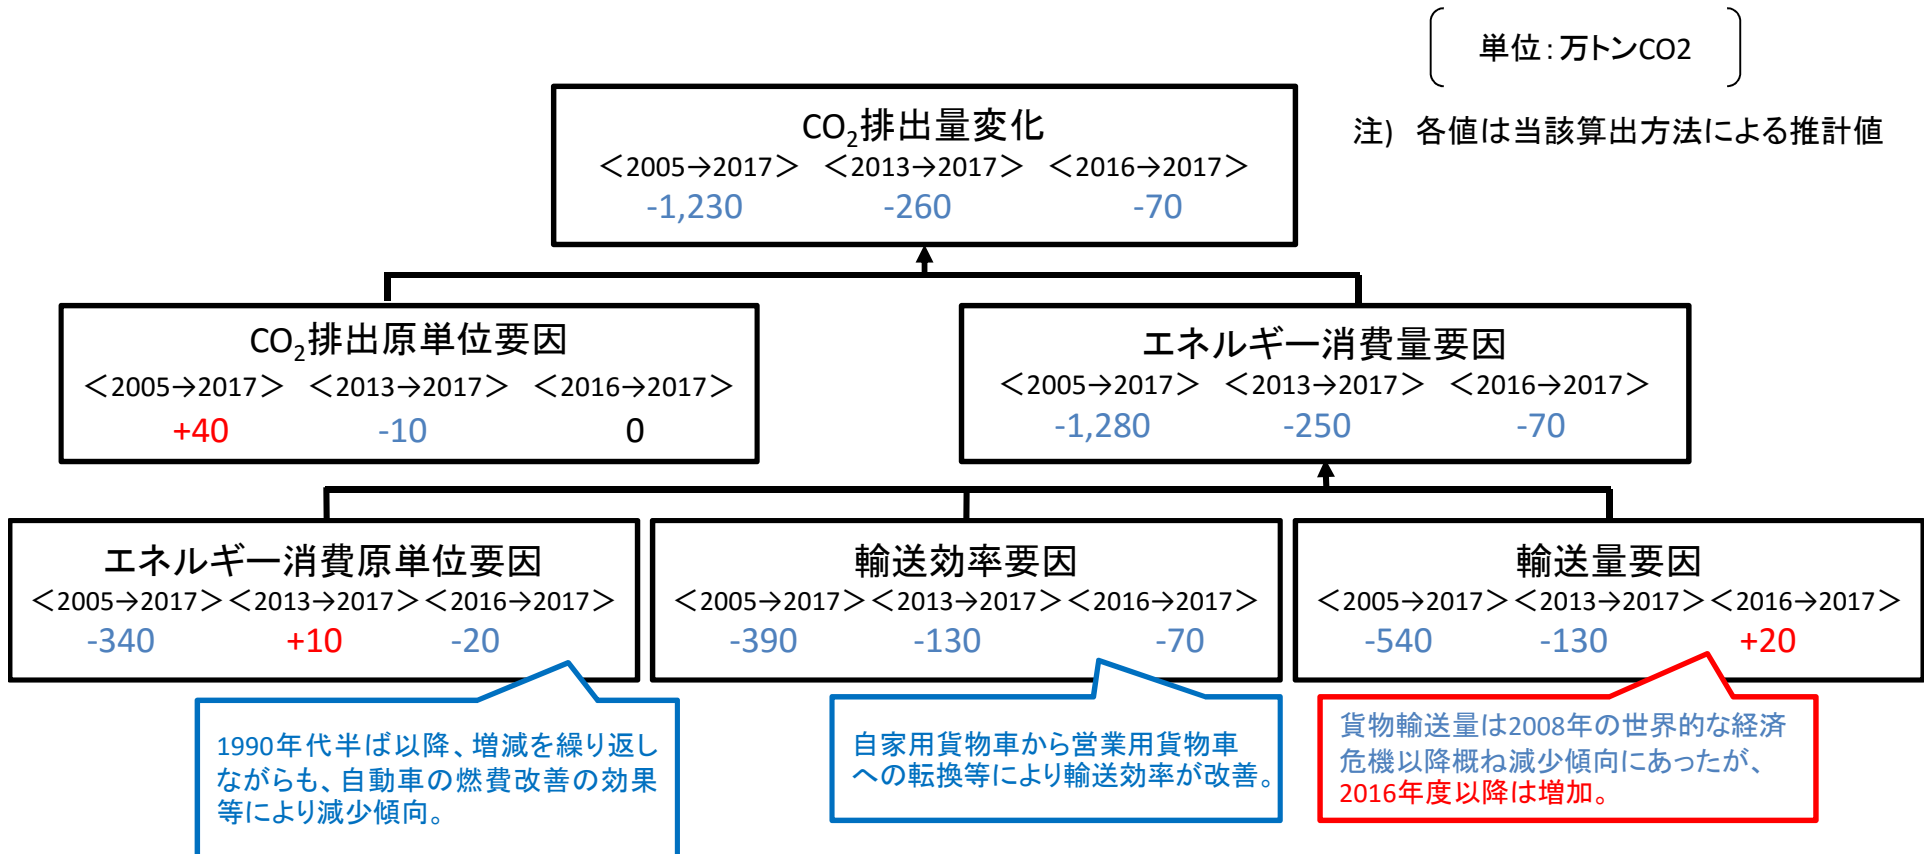 単位：万トンCO2
注） 各値は当該算出方法による推計値
CO₂排出量変化
＜2005→2017＞ ＜2013→2017＞ ＜2016→2017＞
-1,230 -260 -70
CO₂排出原単位要因
＜2005→2017＞ ＜2013→2017＞ ＜2016→2017＞
+40 -10 0
エネルギー消費量要因
＜2005→2017＞ ＜2013→2017＞ ＜2016→2017＞
-1,280 -250 -70
エネルギー消費原単位要因
＜2005→2017＞＜2013→2017＞＜2016→2017＞
-340 +10 -20
輸送効率要因
＜2005→2017＞＜2013→2017＞＜2016→2017＞
-390 -130 -70
輸送量要因
＜2005→2017＞＜2013→2017＞＜2016→2017＞
-540 -130 +20
1990年代半ば以降、増減を繰り返し
ながらも、自動車の燃費改善の効果
等により減少傾向。
自家用貨物車から営業用貨物車
への転換等により輸送効率が改善。
貨物輸送量は2008年の世界的な経済
危機以降概ね減少傾向にあったが、
2016年度以降は増加。